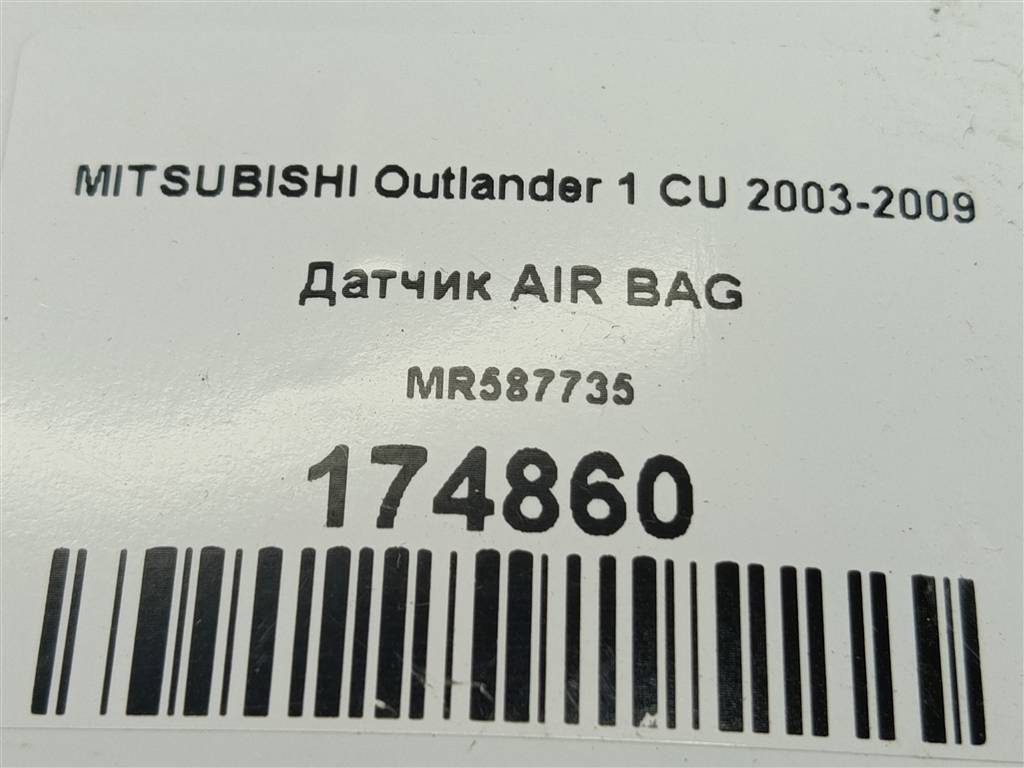 MITSUBISHI Outlander 1 CU 2003-2009
Датчик AIR BAG
MR587735
174860